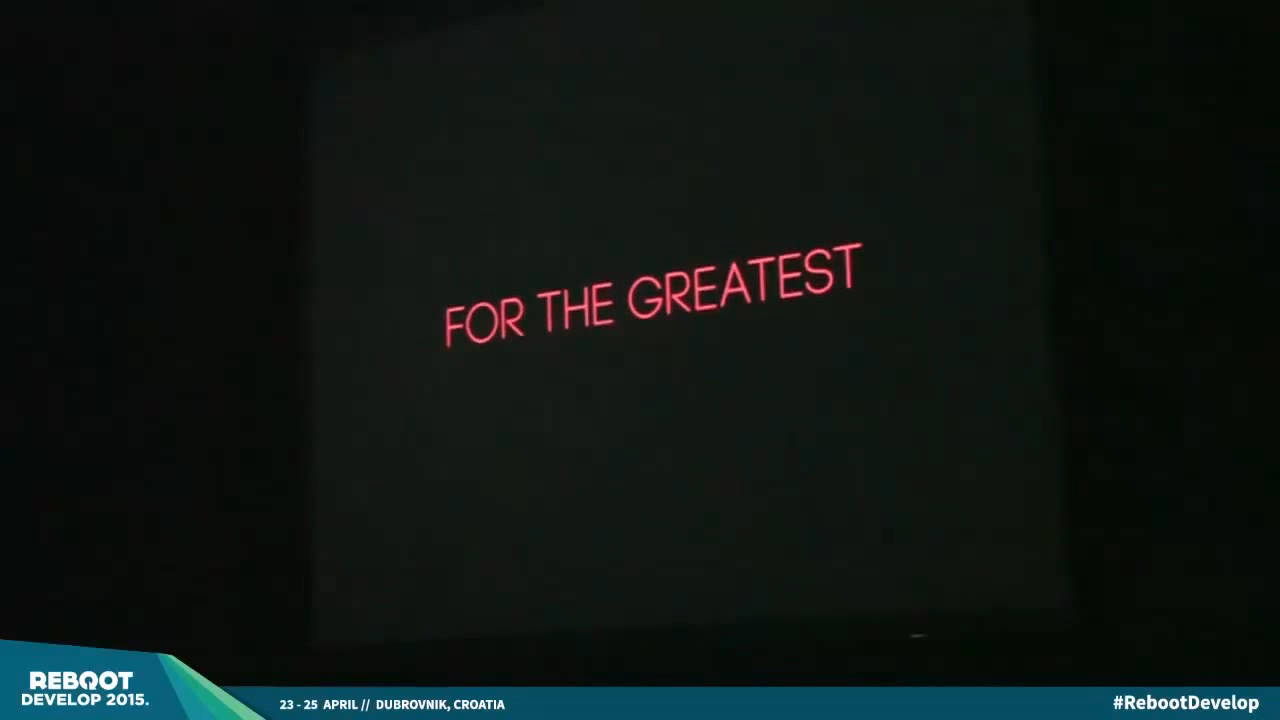 FOR THE GREATEST
REBOOT
DEVELOP 2015.
23 - 25 APRIL // DUBROVNIK, CROATIA
#RebootDevelop